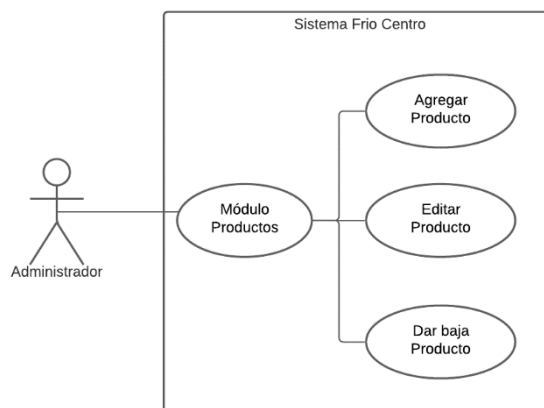 Sistema Frio Centro
Agregar
Producto
Módulo
Productos
Editar
Producto
Administrador
Dar baja
Producto